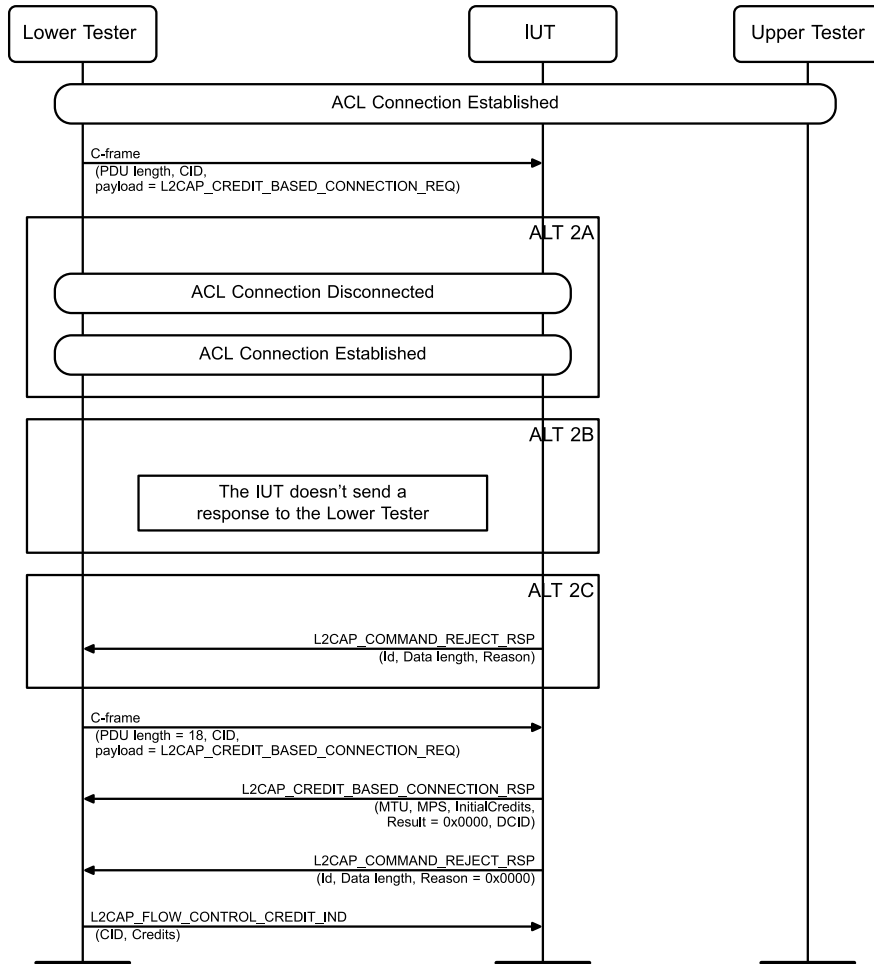 Lower Tester
IUT
Upper Tester
ACL Connection Established
C-frame
(PDU length, CID,
payload = L2CAP_CREDIT_BASED_CONNECTION_REQ)
ALT 2A
ACL Connection Disconnected
ACL Connection Established
ALT 2B
The IUT doesn't send a
response to the Lower Tester
ALT 2C
L2CAP_COMMAND_REJECT_RSP
(Id, Data length, Reason)
C-frame
(PDU length = 18, CID,
payload = L2CAP_CREDIT_BASED_CONNECTION_REQ)
L2CAP_CREDIT_BASED_CONNECTION_RSP
(MTU, MPS, InitialCredits,
Result = 0x0000, DCID)
L2CAP_COMMAND_REJECT_RSP
(Id, Data length, Reason = 0x0000)
L2CAP_FLOW_CONTROL_CREDIT_IND
(CID, Credits)